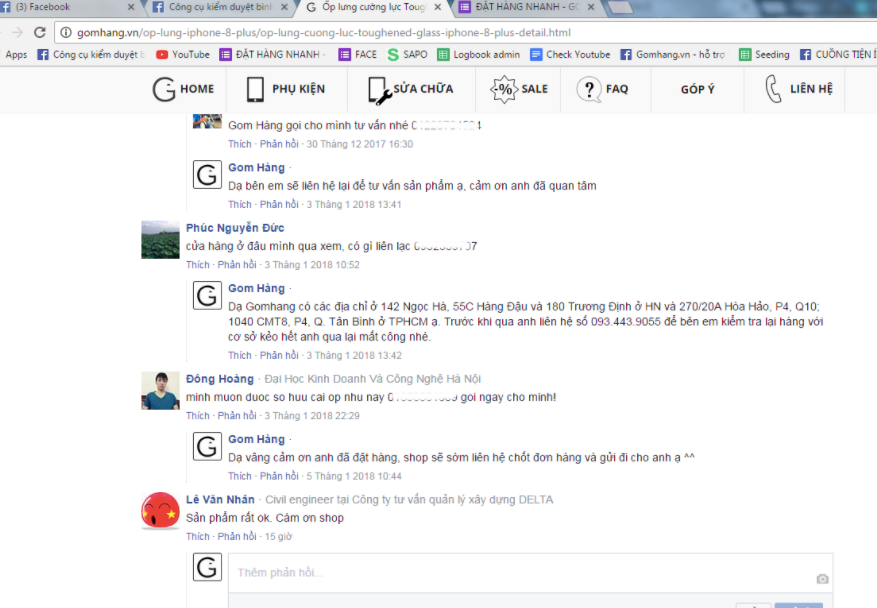 (3) Facebook
Công cụ kiểm duyệt bình
Ốp lưng cường lực Toug
ĐẶT HÀNG NHANH - GO
gomhang.vn/op-lung-iphone-8-plus/op-lung-cuong-luc-toughened-glass-iphone-8-plus-detail.html
Apps Công cụ kiểm duyệt b YouTube ĐẶT HÀNG NHANH - FACE SAPO Logbook admin Check Youtube Gomhang.vn - hỗ trợ Seeding CUỒNG TIỆN Í
G HOME PHỤ KIỆN SỬA CHỮA -% SALE ? FAQ GÓP Ý LIÊN HỆ
Gom Hàng gọi cho mình tư vấn nhé
Thích · Phản hồi · 30 Tháng 12 2017 16:30
Gom Hàng ·
Dạ bên em sẽ liên hệ lại để tư vấn sản phẩm ạ, cảm ơn anh đã quan tâm
Thích · Phản hồi · 3 Tháng 1 2018 13:41
Phúc Nguyễn Đức
cửa hàng ở đâu mình qua xem, có gì liên lạc
Thích · Phản hồi · 3 Tháng 1 2018 10:52
Gom Hàng ·
Dạ Gomhang có các địa chỉ ở 142 Ngọc Hà, 55C Hàng Đậu và 180 Trương Định ở HN và 270/20A Hòa Hảo, P4, Q10;
1040 CMT8, P4, Q. Tân Bình ở TPHCM ạ. Trước khi qua anh liên hệ số 093.443.9055 để bên em kiểm tra lại hàng với
cơ sở kẻo hết anh qua lại mất công nhé.
Thích · Phản hồi · 3 Tháng 1 2018 13:42
Đông Hoàng · Đại Học Kinh Doanh Và Công Nghệ Hà Nội
minh muon duoc so huu cai op nhu nay goi ngay cho minh!
Thích · Phản hồi · 3 Tháng 1 2018 22:29
Gom Hàng ·
Dạ vâng cảm ơn anh đã đặt hàng, shop sẽ sớm liên hệ chốt đơn hàng và gửi đi cho anh ạ ^^
Thích · Phản hồi · 5 Tháng 1 2018 10:44
Lê Văn Nhân · Civil engineer tại Công ty tư vấn quản lý xây dựng DELTA
Sản phẩm rất ok. Cám ơn shop
Thích · Phản hồi · 15 giờ
Thêm phản hồi...